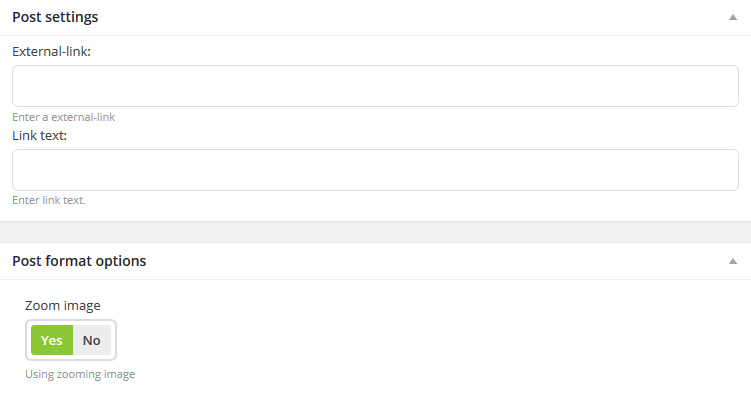 Post settings
External-link:
Enter a external-link
Link text:
Enter link text.
Post format options
Zoom image
Yes No
Using zooming image